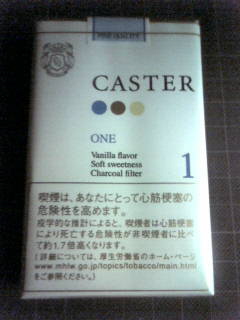 FINE QUALITY
CASTER
ONE
Vanilla flavor
Soft sweetness
Charcoal filter
1
喫煙は、あなたにとって心筋梗塞の
危険性を高めます。
疫学的な推計によると、喫煙者は心筋梗塞
により死亡する危険性が非喫煙者に比べ
て約1.7倍高くなります。
(詳細については、厚生労働省のホーム・ページ
www.mhlw.go.jp/topics/tobacco/main.html
をご参照ください。)